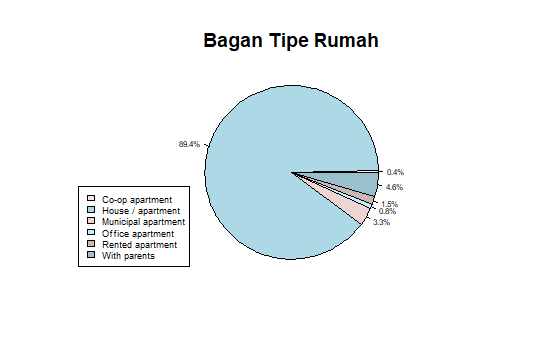 Bagan Tipe Rumah
89.4%
0.4%
4.6%
1.5%
0.8%
3.3%
Co-op apartment
House / apartment
Municipal apartment
Office apartment
Rented apartment
With parents